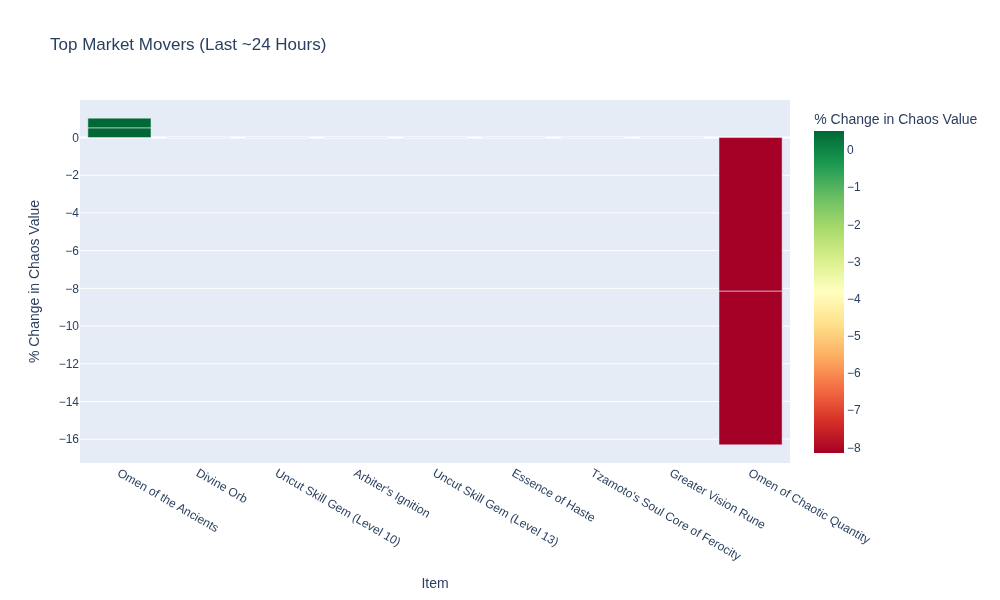 Top Market Movers (Last ~24 Hours)
% Change in Chaos Value
0
−2
−4
−6
−8
−10
−12
−14
−16
% Change in Chaos Value
0
−1
−2
−3
−4
−5
−6
−7
−8
Omen of the Ancients
Divine Orb
Uncut Skill Gem (Level 10)
Arbiter's Ignition
Uncut Skill Gem (Level 13)
Essence of Haste
Tzamoto's Soul Core of Ferocity
Greater Vision Rune
Omen of Chaotic Quantity
Item